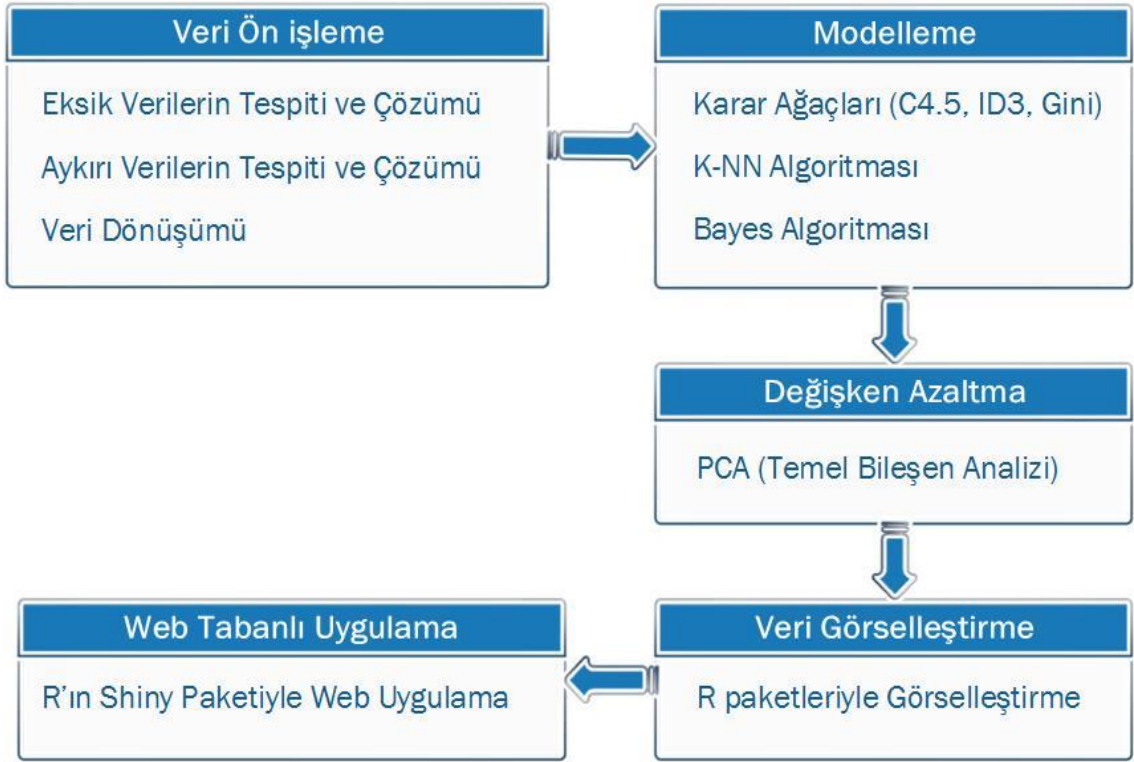 Veri Ön işleme
Eksik Verilerin Tespiti ve Çözümü
Aykırı Verilerin Tespiti ve Çözümü
Veri Dönüşümü
Modelleme
Karar Ağaçları (C4.5, ID3, Gini)
K-NN Algoritması
Bayes Algoritması
Değişken Azaltma
PCA (Temel Bileşen Analizi)
Veri Görselleştirme
R paketleriyle Görselleştirme
Web Tabanlı Uygulama
R'ın Shiny Paketiyle Web Uygulama